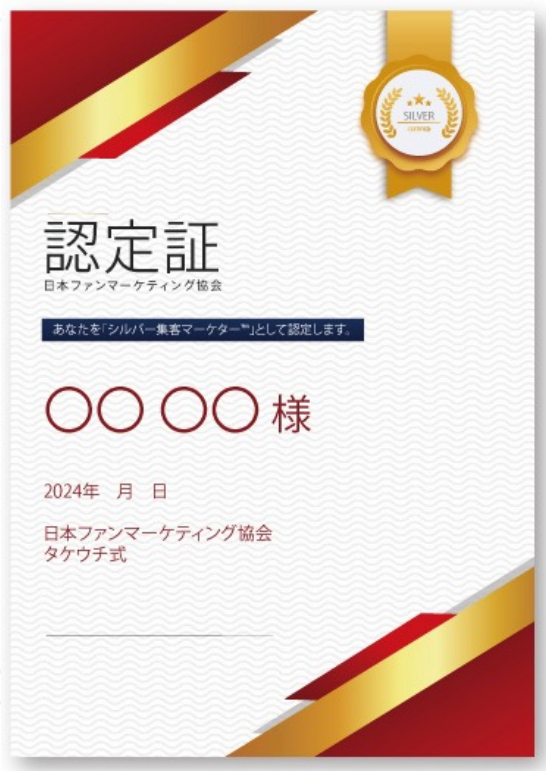 SILVER
認定証
日本ファンマーケティング協会
あなたを「シルバー集客マーケター™」として認定します。
〇〇 〇〇 様
2024年　月　日
日本ファンマーケティング協会
タケウチ式